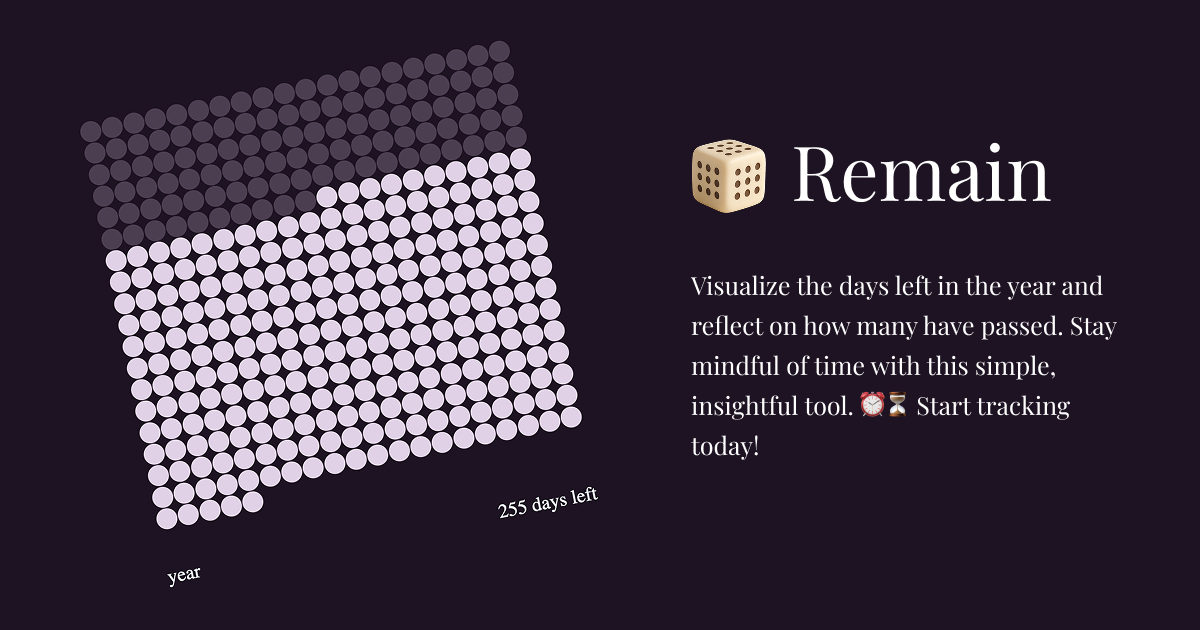 Remain
Visualize the days left in the year and
reflect on how many have passed. Stay
mindful of time with this simple,
insightful tool. ⏰⏳ Start tracking
today!
255 days left
year